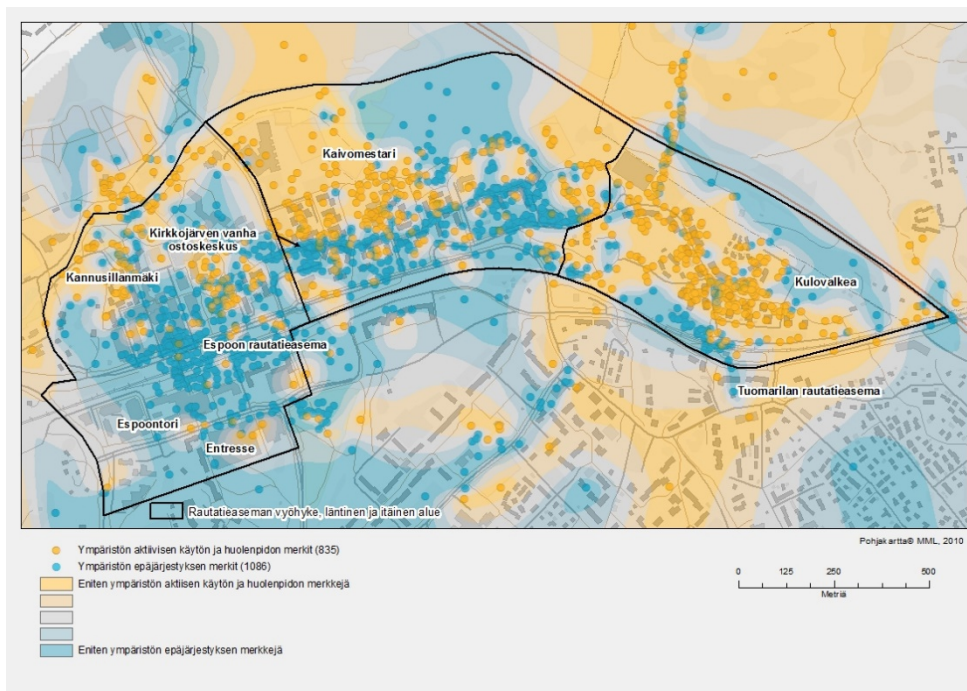 Kaivomestari
Kirkkojärven vanha
ostoskeskus
Kannusillanmäki
Kulovalkea
Espoon rautatieasema
Tuomarilan rautatieasema
Espoontori
Entresse
Rautatieaseman vyöhyke, läntinen ja itäinen alue
Pohjakartta® MML, 2010
Ympäristön aktiivisen käytön ja huolenpidon merkit (835)
Ympäristön epäjärjestyksen merkit (1086)
Eniten ympäristön aktiisen käytön ja huolenpidon merkkejä
Eniten ympäristön epäjärjestyksen merkkejä
0 125 250 500
Metriä